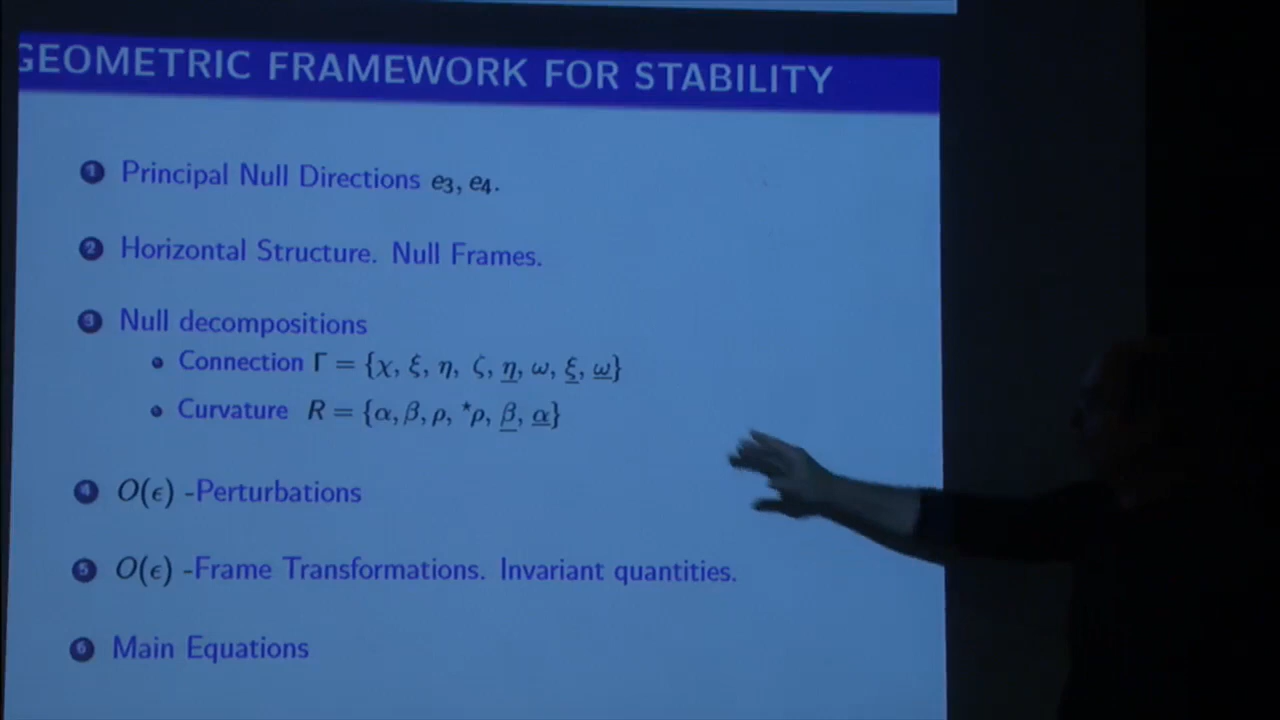 GEOMETRIC FRAMEWORK FOR STABILITY
1 Principal Null Directions e₃, e₄.
2 Horizontal Structure. Null Frames.
3 Null decompositions
• Connection Γ = {χ, ξ, η, ζ, η̲, ω, ξ̲, ω̲}
• Curvature R = {α, β, ρ, *ρ, β̲, α̲}
4 O(ϵ) -Perturbations
5 O(ϵ) -Frame Transformations. Invariant quantities.
6 Main Equations